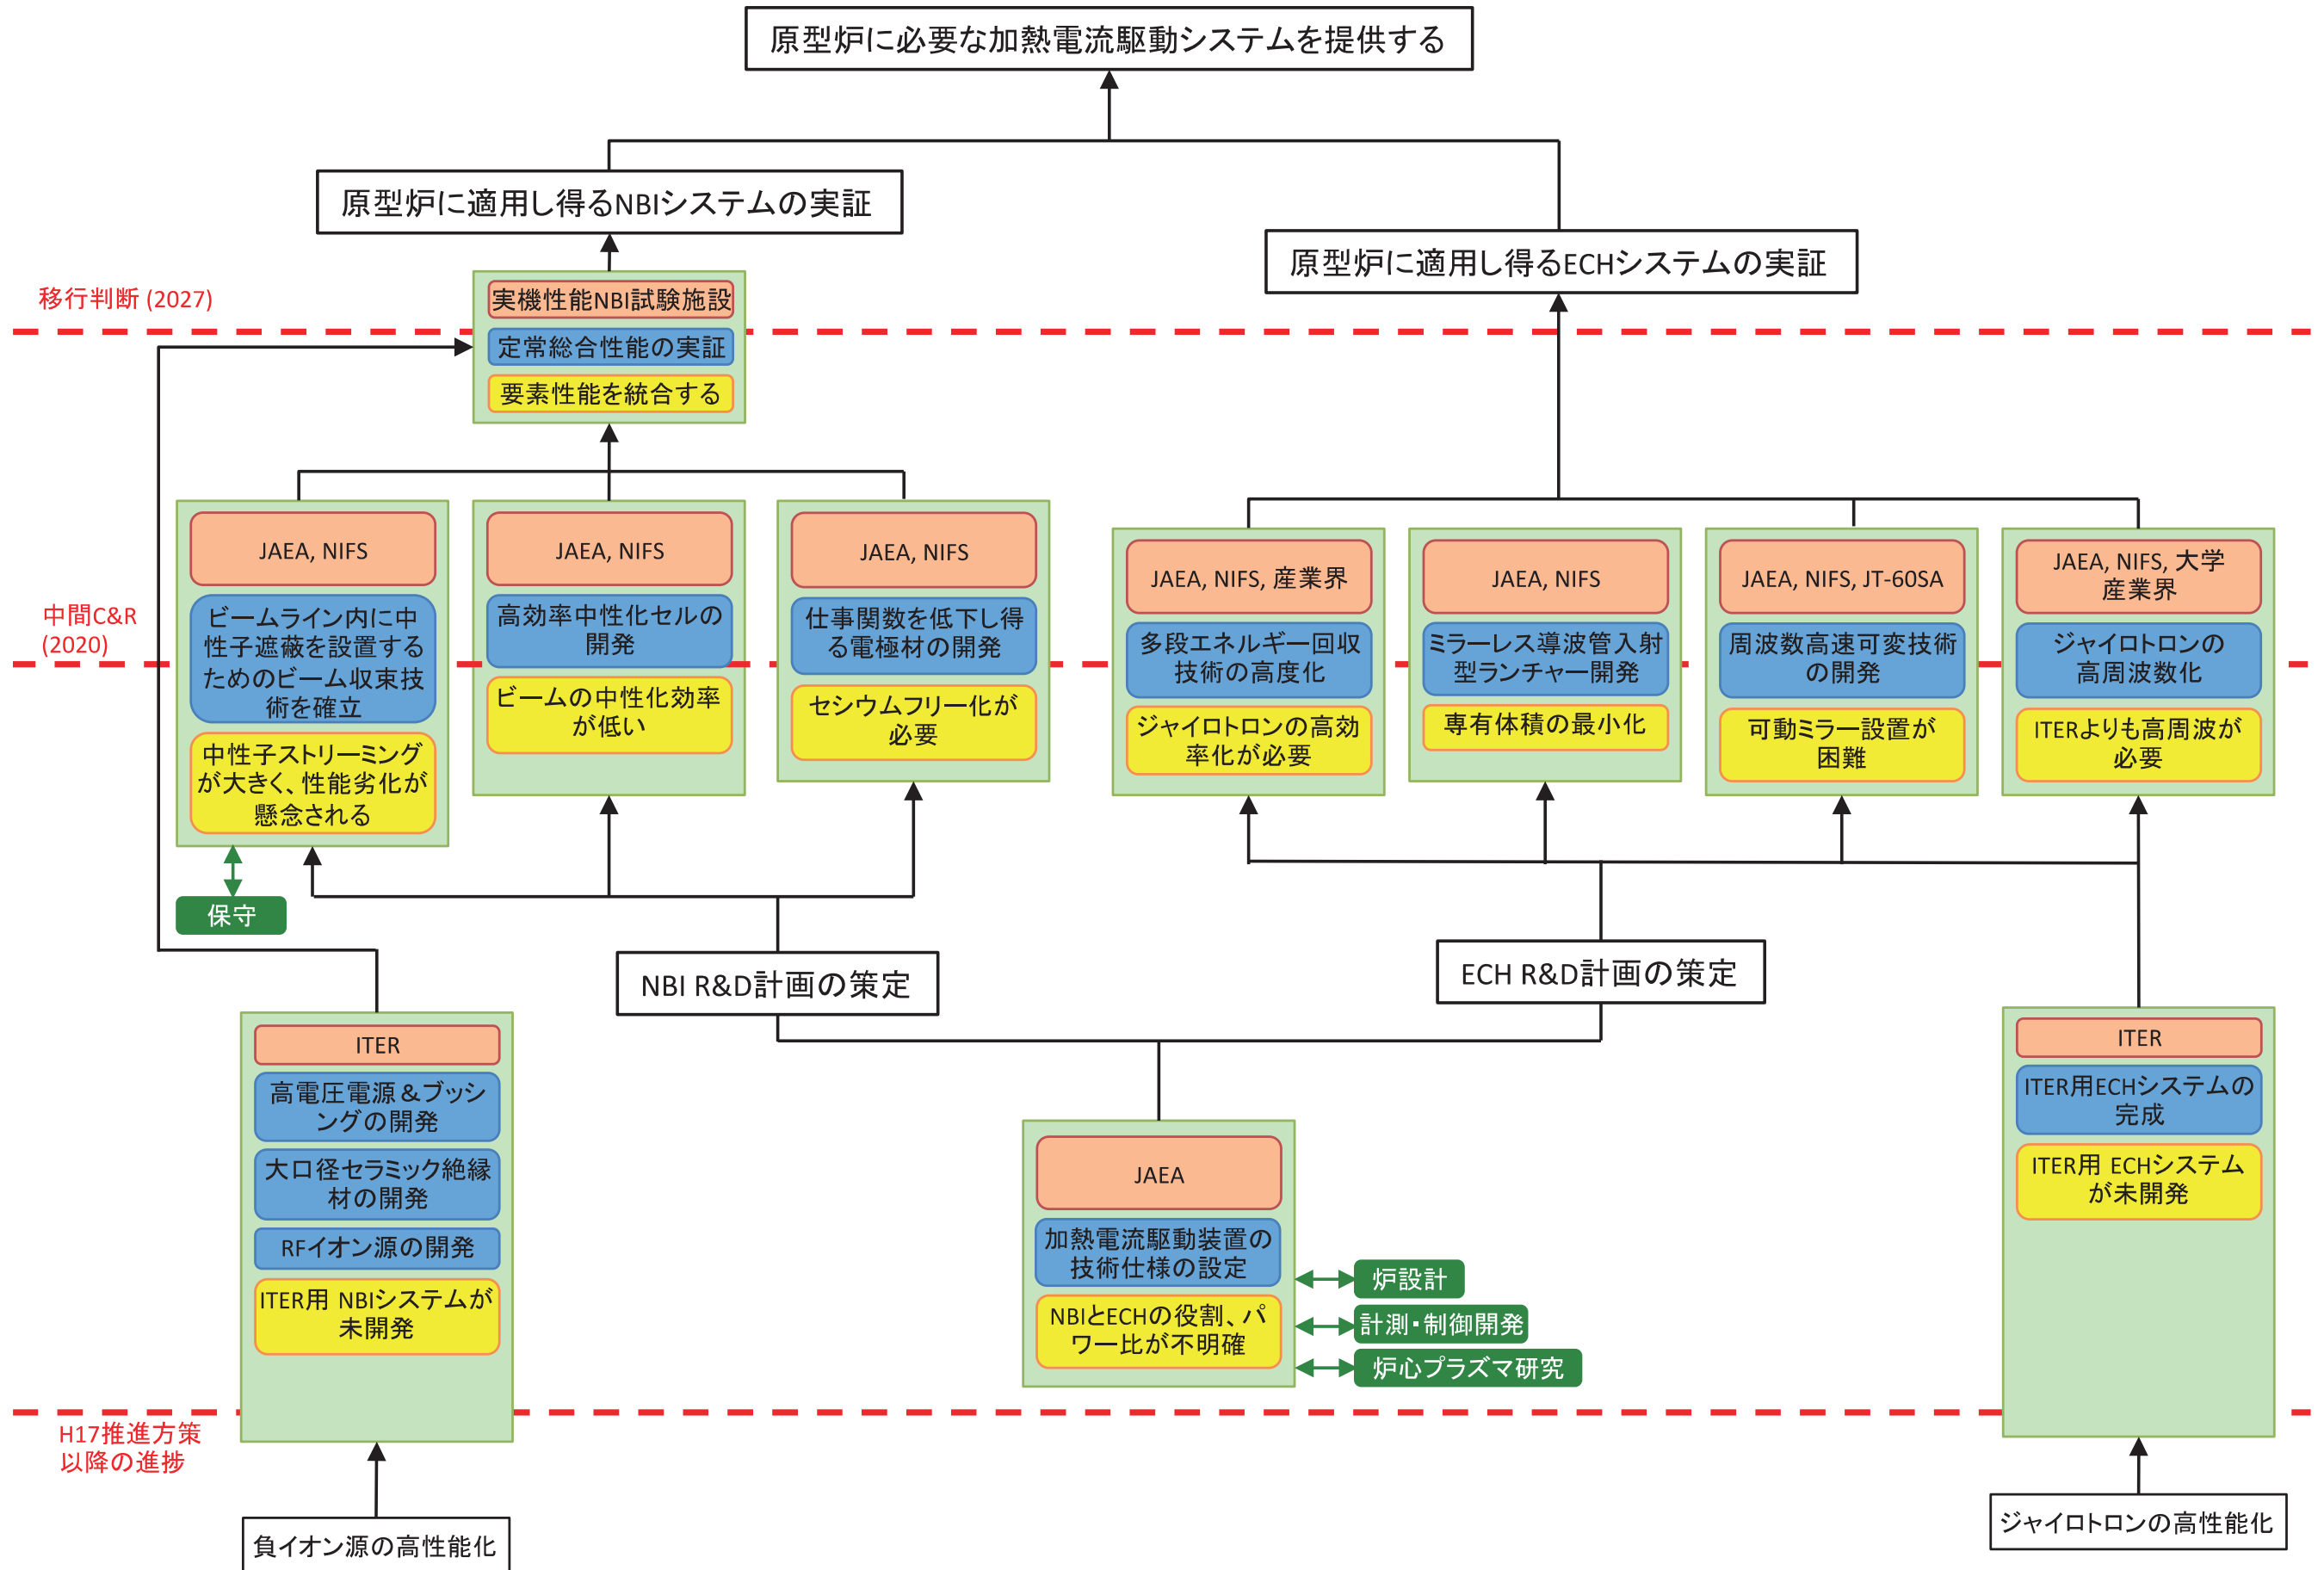 原型炉に必要な加熱電流駆動システムを提供する
原型炉に適用し得るNBIシステムの実証
原型炉に適用し得るECHシステムの実証
移行判断 (2027)
実機性能NBI試験施設
定常総合性能の実証
要素性能を統合する
中間C&R
(2020)
JAEA, NIFS
ビームライン内に中
性子遮蔽を設置する
ためのビーム収束技
術を確立
中性子ストリーミング
が大きく、性能劣化が
懸念される
JAEA, NIFS
高効率中性化セルの
開発
ビームの中性化効率
が低い
JAEA, NIFS
仕事関数を低下し得
る電極材の開発
セシウムフリー化が
必要
JAEA, NIFS, 産業界
多段エネルギー回収
技術の高度化
ジャイロトロンの高効
率化が必要
JAEA, NIFS
ミラーレス導波管入射
型ランチャー開発
専有体積の最小化
JAEA, NIFS, JT-60SA
周波数高速可変技術
の開発
可動ミラー設置が
困難
JAEA, NIFS, 大学
産業界
ジャイロトロンの
高周波数化
ITERよりも高周波が
必要
保守
NBI R&D計画の策定
ECH R&D計画の策定
ITER
高電圧電源&ブッシ
ングの開発
大口径セラミック絶縁
材の開発
RFイオン源の開発
ITER用 NBIシステムが
未開発
JAEA
加熱電流駆動装置の
技術仕様の設定
NBIとECHの役割、パ
ワー比が不明確
炉設計
計測・制御開発
炉心プラズマ研究
ITER
ITER用ECHシステムの
完成
ITER用 ECHシステム
が未開発
H17推進方策
以降の進捗
負イオン源の高性能化
ジャイロトロンの高性能化